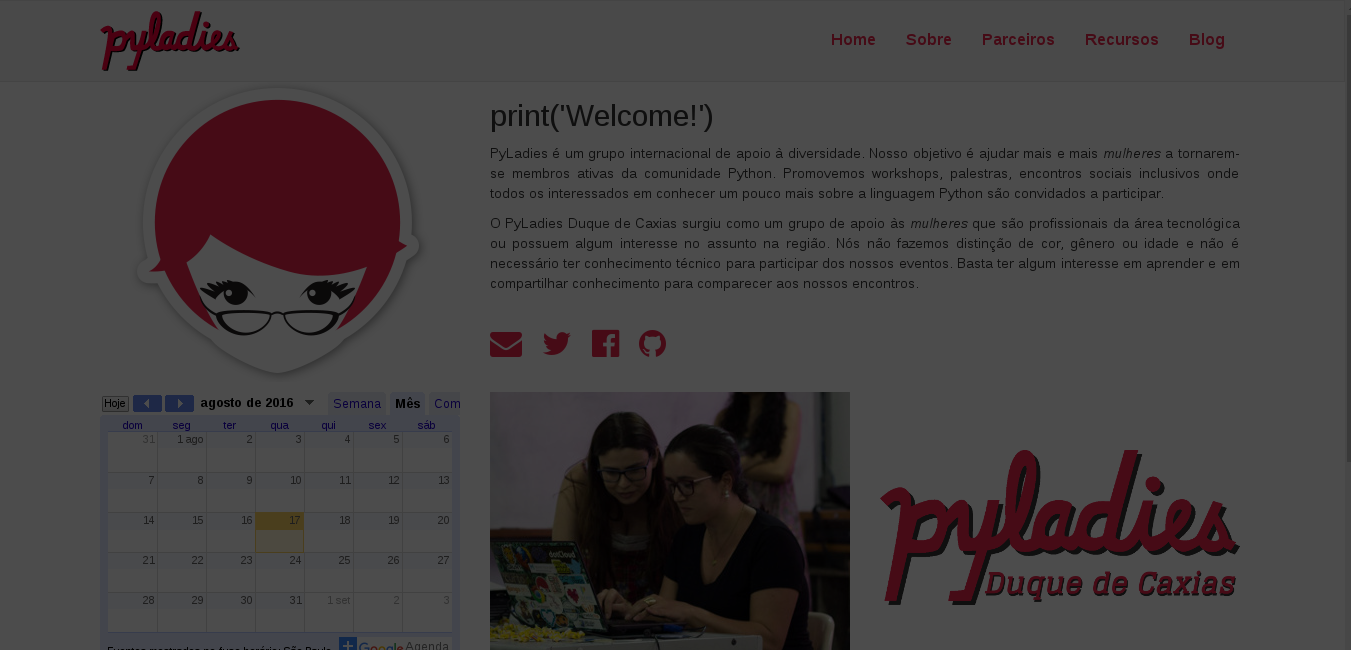 pyladies
Home Sobre Parceiros Recursos Blog
print('Welcome!')
PyLadies é um grupo internacional de apoio à diversidade. Nosso objetivo é ajudar mais e mais mulheres a tornarem-
se membros ativas da comunidade Python. Promovemos workshops, palestras, encontros sociais inclusivos onde
todos os interessados em conhecer um pouco mais sobre a linguagem Python são convidados a participar.
O PyLadies Duque de Caxias surgiu como um grupo de apoio às mulheres que são profissionais da área tecnológica
ou possuem algum interesse no assunto na região. Nós não fazemos distinção de cor, gênero ou idade e não é
necessário ter conhecimento técnico para participar dos nossos eventos. Basta ter algum interesse em aprender e em
compartilhar conhecimento para comparecer aos nossos encontros.
Hoje agosto de 2016 Semana Mês Com
dom seg ter qua qui sex sáb
31 1 ago 2 3 4 5 6
7 8 9 10 11 12 13
14 15 16 17 18 19 20
21 22 23 24 25 26 27
28 29 30 31 1 set 2 3
Eventos mostrados no fuso horário: São Paulo
Google Agenda
dotCloud
pyladies
Duque de Caxias